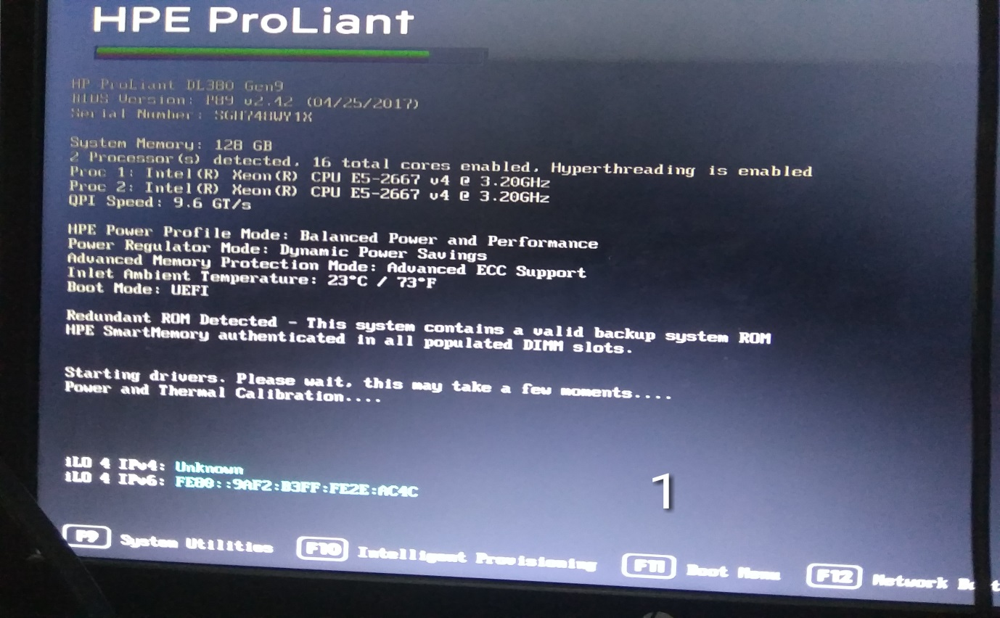 HPE ProLiant
HP ProLiant DL380 Gen9
BIOS Version: P89 v2.42 (04/25/2017)
Serial Number: SGH748WY1X
System Memory: 128 GB
2 Processor(s) detected, 16 total cores enabled, Hyperthreading is enabled
Proc 1: Intel(R) Xeon(R) CPU E5-2667 v4 @ 3.20GHz
Proc 2: Intel(R) Xeon(R) CPU E5-2667 v4 @ 3.20GHz
QPI Speed: 9.6 GT/s
HPE Power Profile Mode: Balanced Power and Performance
Power Regulator Mode: Dynamic Power Savings
Advanced Memory Protection Mode: Advanced ECC Support
Inlet Ambient Temperature: 23°C / 73°F
Boot Mode: UEFI
Redundant ROM Detected - This system contains a valid backup system ROM
HPE SmartMemory authenticated in all populated DIMM slots.
Starting drivers. Please wait, this may take a few moments....
Power and Thermal Calibration....
iLO 4 IPv4: Unknown
iLO 4 IPv6: FE80::9AF2:B3FF:FE2E:AC4C
1
F9 System Utilities F10 Intelligent Provisioning F11 Boot Menu F12 Network